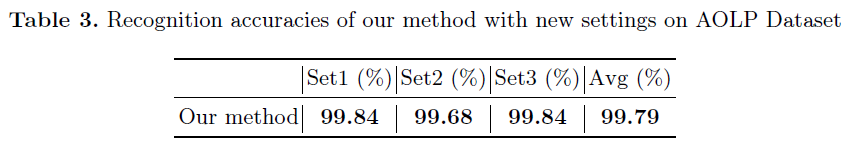 Table 3. Recognition accuracies of our method with new settings on AOLP Dataset
Set1 (%) Set2 (%) Set3 (%) Avg (%)
Our method 99.84 99.68 99.84 99.79